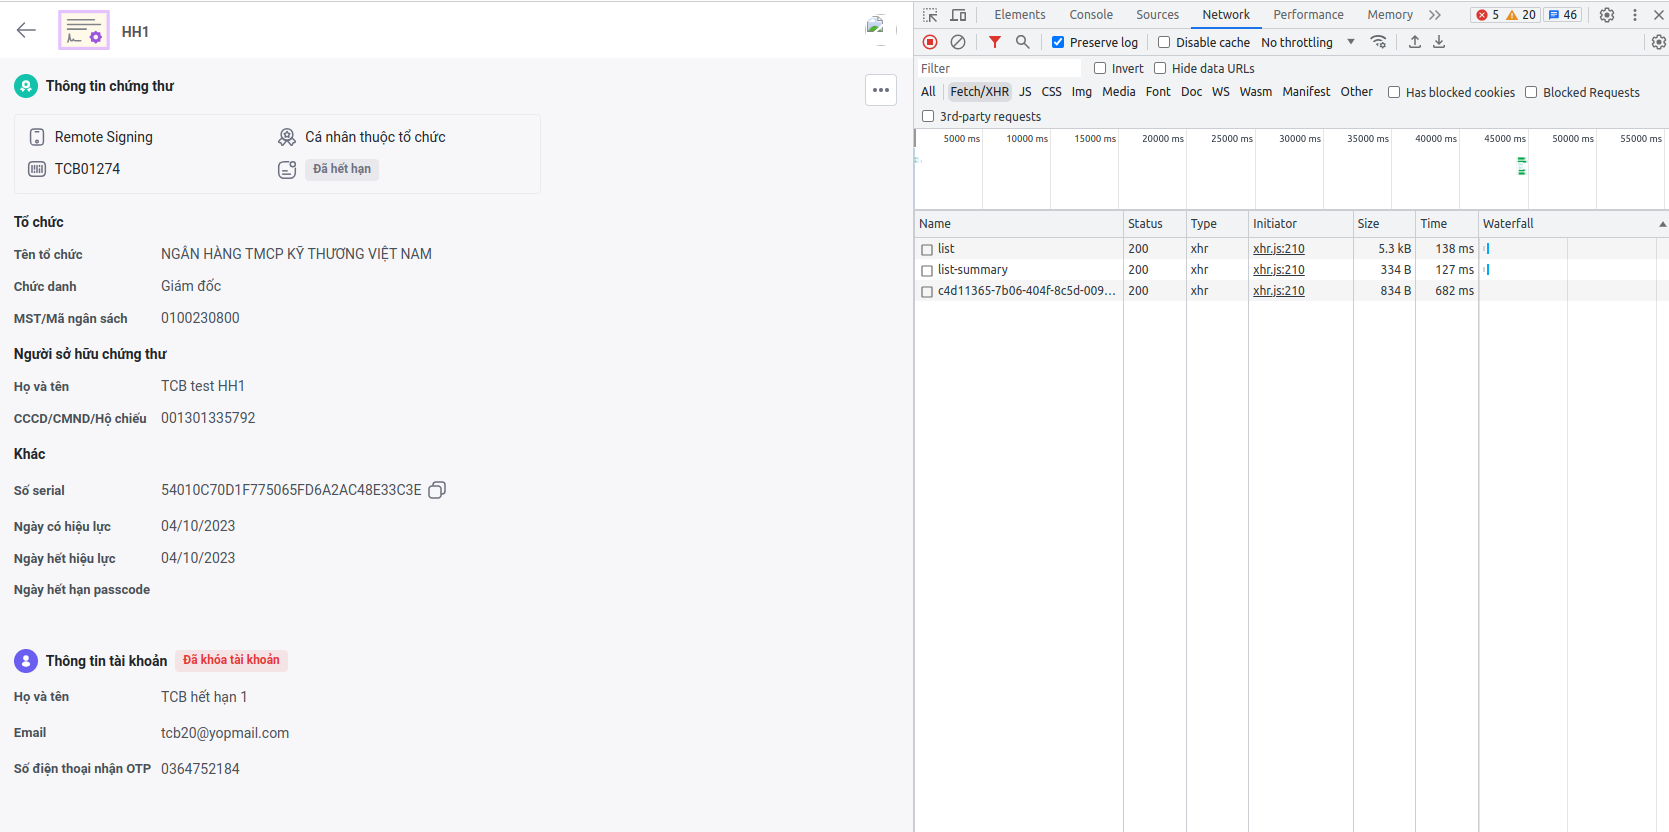 HH1
Thông tin chứng thư
Remote Signing
Cá nhân thuộc tổ chức
TCB01274
Đã hết hạn
Tổ chức
Tên tổ chức NGÂN HÀNG TMCP KỸ THƯƠNG VIỆT NAM
Chức danh Giám đốc
MST/Mã ngân sách 0100230800
Người sở hữu chứng thư
Họ và tên TCB test HH1
CCCD/CMND/Hộ chiếu 001301335792
Khác
Số serial 54010C70D1F775065FD6A2AC48E33C3E
Ngày có hiệu lực 04/10/2023
Ngày hết hiệu lực 04/10/2023
Ngày hết hạn passcode
Thông tin tài khoản Đã khóa tài khoản
Họ và tên TCB hết hạn 1
Email tcb20@yopmail.com
Số điện thoại nhận OTP 0364752184
Elements Console Sources Network Performance Memory 5 20 46
Preserve log Disable cache No throttling
Filter Invert Hide data URLs
All Fetch/XHR JS CSS Img Media Font Doc WS Wasm Manifest Other Has blocked cookies Blocked Requests
3rd-party requests
5000 ms 10000 ms 15000 ms 20000 ms 25000 ms 30000 ms 35000 ms 40000 ms 45000 ms 50000 ms 55000 ms
Name Status Type Initiator Size Time Waterfall
list 200 xhr xhr.js:210 5.3 kB 138 ms
list-summary 200 xhr xhr.js:210 334 B 127 ms
c4d11365-7b06-404f-8c5d-009... 200 xhr xhr.js:210 834 B 682 ms